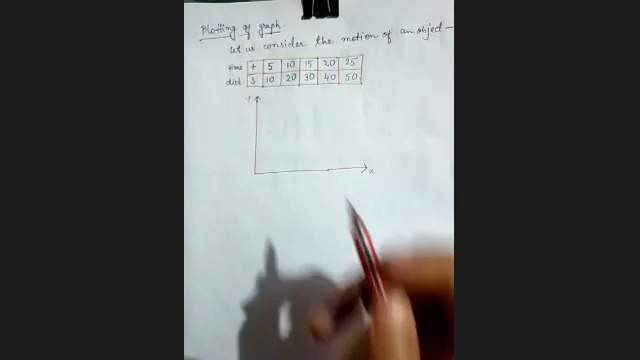 Plotting of graph.
Let us consider the motion of an object —
time t 5 10 15 20 25
dist S 10 20 30 40 50
Y
X